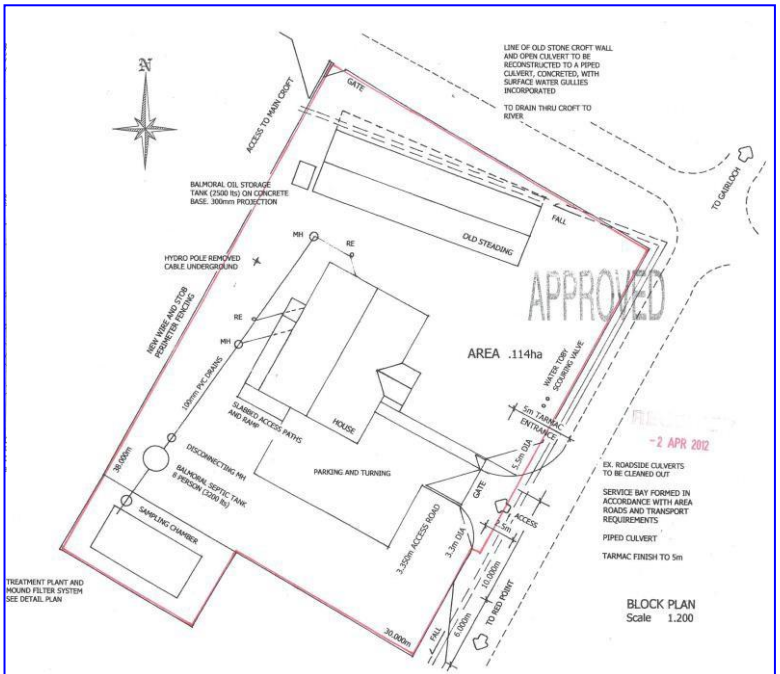 LINE OF OLD STONE CROFT WALL
AND OPEN CULVERT TO BE
RECONSTRUCTED TO A PIPED
CULVERT, CONCRETED, WITH
SURFACE WATER GULLIES
INCORPORATED
TO DRAIN THRU CROFT TO
RIVER
N
GATE
ACCESS TO MAIN CROFT
TO GAIRLOCH
BALMORAL OIL STORAGE
TANK (2500 lts) ON CONCRETE
BASE. 300mm PROJECTION
OLD STEADING
FALL
MH
RE
HYDRO POLE REMOVED
CABLE UNDERGROUND
APPROVED
NEW WIRE AND STOB
PERIMETER FENCING
RE
MH
AREA .114ha
WATER TOBY
SCOURING VALVE
100mm PVC DRAINS
SLABBED ACCESS PATHS
AND RAMP
HOUSE
5m TARMAC
ENTRANCE
5.5m DIA
-2 APR 2012
38.000m
DISCONNECTING MH
BALMORAL SEPTIC TANK
8 PERSON (3200 lts)
PARKING AND TURNING
GATE
ACCESS
2.5m
EX. ROADSIDE CULVERTS
TO BE CLEANED OUT
SERVICE BAY FORMED IN
ACCORDANCE WITH AREA
ROADS AND TRANSPORT
REQUIREMENTS
PIPED CULVERT
TARMAC FINISH TO 5m
SAMPLING CHAMBER
3.350m ACCESS ROAD
3.3m DIA
10.000m
TO RED POINT
TREATMENT PLANT AND
MOUND FILTER SYSTEM
SEE DETAIL PLAN
30.000m
FALL
6.000m
BLOCK PLAN
Scale 1.200